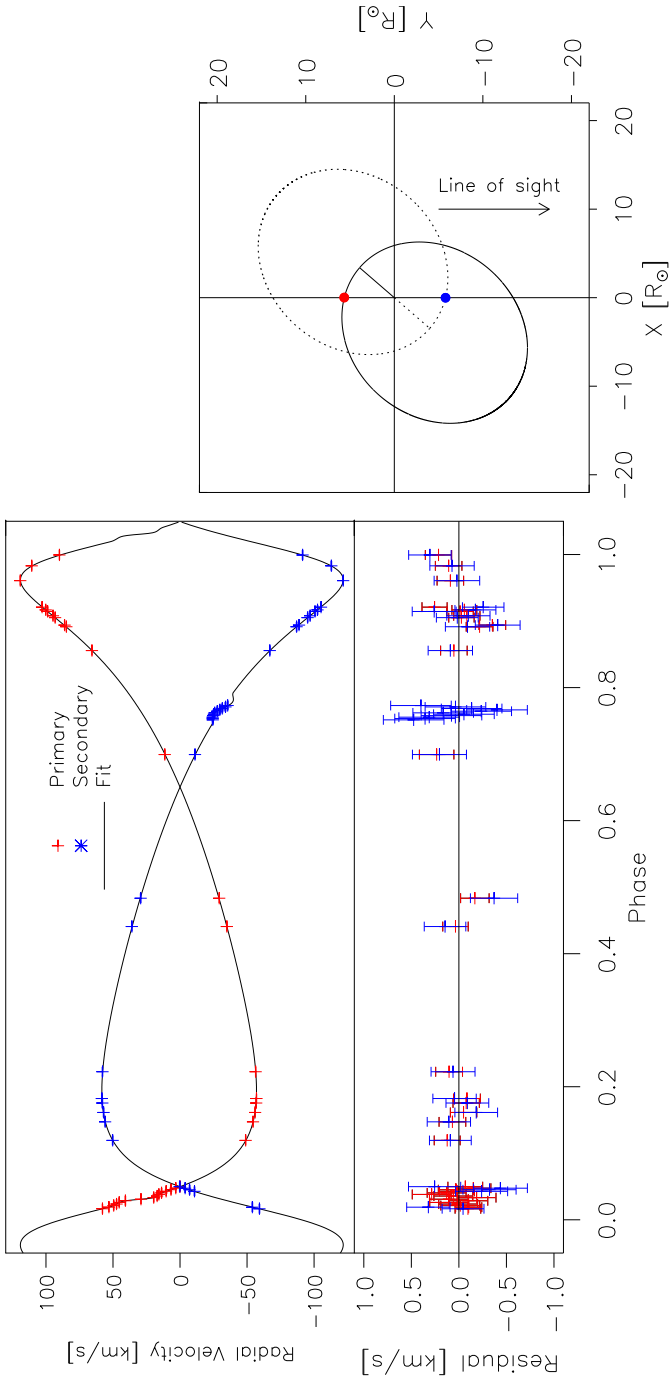 Radial Velocity [km/s]
100
50
0
−50
−100
Primary
Secondary
Fit
Residual [km/s]
1.0
0.5
0.0
−0.5
−1.0
0.0
0.2
0.4
0.6
0.8
1.0
Phase
Y [R☉]
20
10
0
−10
−20
Line of sight
−20
−10
0
10
20
X [R☉]